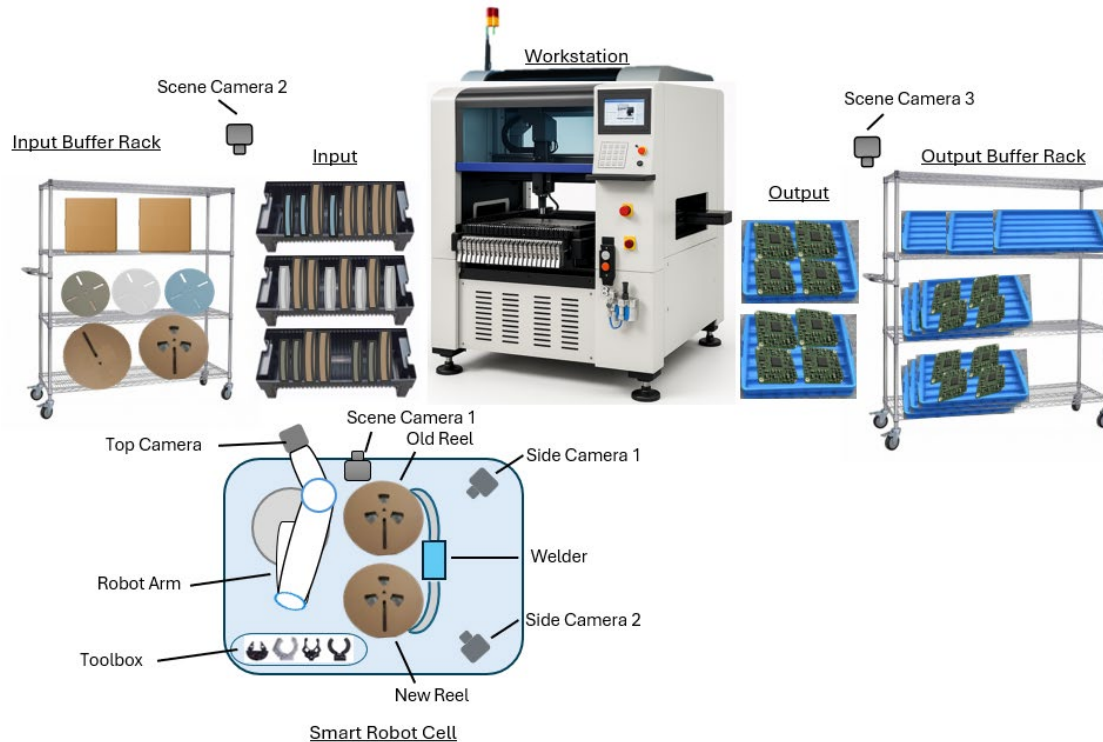 Workstation
Scene Camera 2
Scene Camera 3
Input Buffer Rack
Input
Output Buffer Rack
Output
Scene Camera 1
Top Camera
Old Reel
Side Camera 1
Welder
Robot Arm
Side Camera 2
Toolbox
New Reel
Smart Robot Cell